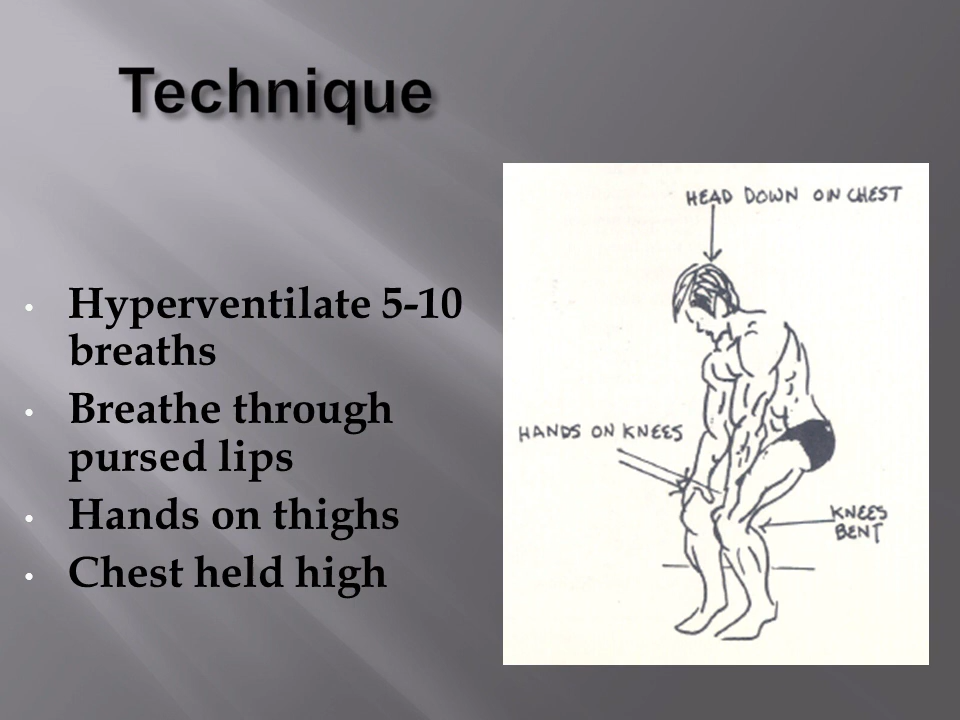 Technique
Hyperventilate 5-10
breaths
Breathe through
pursed lips
Hands on thighs
Chest held high
HEAD DOWN ON CHEST
HANDS ON KNEES
KNEES
BENT